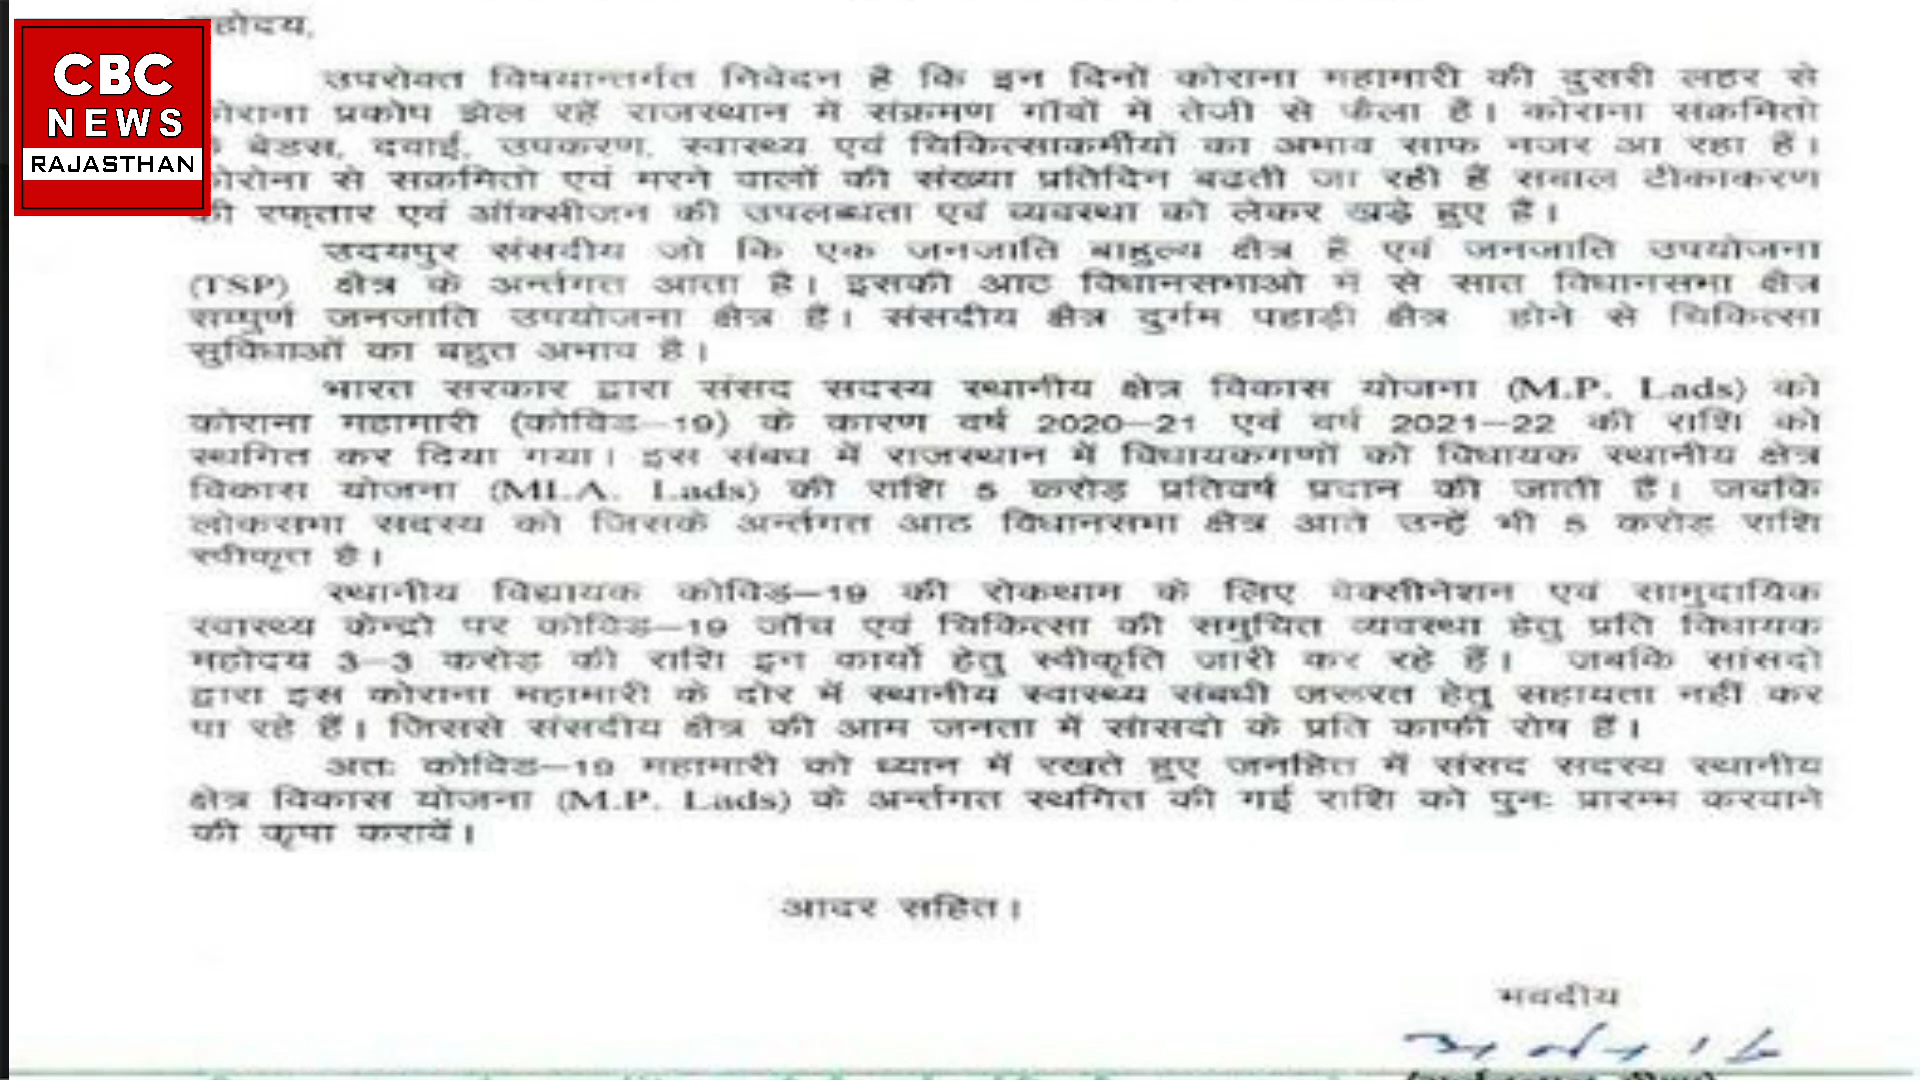 CBC
NEWS
RAJASTHAN
होदय,
उपरोक्त विषयान्तर्गत निवेदन है कि इन दिनों कोराना महामारी की दुसरी लहर से
कोराना प्रकोप झेल रहें राजस्थान में संक्रमण गॉवों में तेजी से फैला हैं। कोराना सक्रमितो
के बेडस, दवाई, उपकरण, स्वास्थ्य एवं चिकित्साकर्मीयों का अभाव साफ नजर आ रहा हैं।
कोरोना से सक्रमितो एवं मरने वालों की संख्या प्रतिदिन बढती जा रही हैं सवाल टीकाकरण
की रफ्तार एवं ऑक्सीजन की उपलब्धता एवं व्यवस्था को लेकर खड़े हुए हैं।
उदयपुर संसदीय जो कि एक जनजाति बाहुल्य क्षैत्र है एवं जनजाति उपयोजना
(TSP) क्षैत्र के अर्न्तगत आता है। इसकी आठ विधानसभाओ में से सात विधानसभा क्षैत्र
सम्पुर्ण जनजाति उपयोजना क्षैत्र हैं। संसदीय क्षैत्र दुर्गम पहाड़ी क्षैत्र होने से चिकित्सा
सुविधाओं का बहुत अभाव है।
भारत सरकार द्वारा संसद सदस्य स्थानीय क्षेत्र विकास योजना (M.P. Lads) को
कोराना महामारी (कोविड–19) के कारण वर्ष 2020–21 एवं वर्ष 2021–22 की राशि को
स्थगित कर दिया गया। इस संबध में राजस्थान में विधायकगणों को विधायक स्थानीय क्षेत्र
विकास योजना (MLA. Lads) की राशि 5 करोड़ प्रतिवर्ष प्रदान की जाती हैं। जबकि
लोकसभा सदस्य को जिसके अर्न्तगत आठ विधानसभा क्षैत्र आते उन्हें भी 5 करोड़ राशि
स्वीकृत है।
स्थानीय विद्यायक कोविड–19 की रोकथाम के लिए वेक्सीनेशन एवं सामुदायिक
स्वास्थ्य केन्द्रो पर कोविड–19 जॉच एवं चिकित्सा की समुचित व्यवस्था हेतु प्रति विधायक
महोदय 3–3 करोड़ की राशि इन कार्यो हेतु स्वीकृति जारी कर रहे हैं। जबकि सांसदो
द्वारा इस कोराना महामारी के दोर में स्थानीय स्वास्थ्य संबधी जरूरत हेतु सहायता नहीं कर
पा रहे हैं। जिससे संसदीय क्षैत्र की आम जनता में सांसदो के प्रति काफी रोष हैं।
अतः कोविड–19 महामारी को ध्यान में रखते हुए जनहित में संसद सदस्य स्थानीय
क्षेत्र विकास योजना (M.P. Lads) के अर्न्तगत स्थगित की गई राशि को पुनः प्रारम्भ करवाने
की कृपा करावें।
आदर सहित।
भवदीय